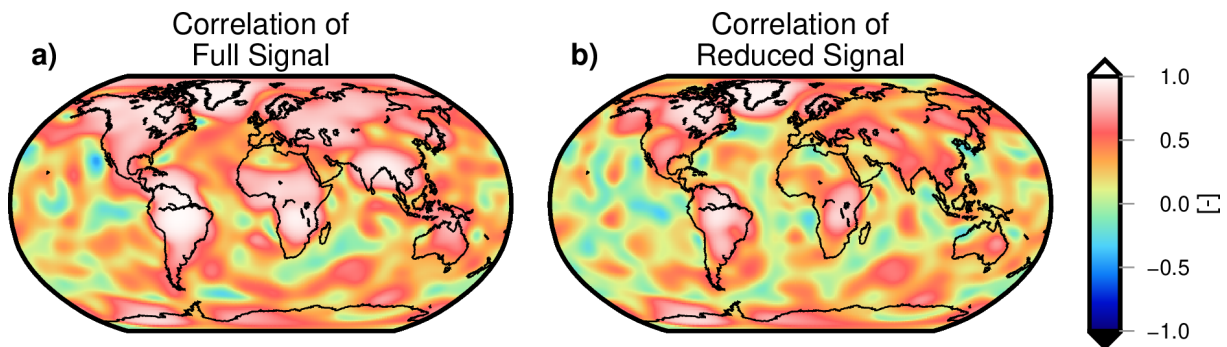 a)
Correlation of
Full Signal
b)
Correlation of
Reduced Signal
1.0
0.5
0.0
−0.5
−1.0
[-]